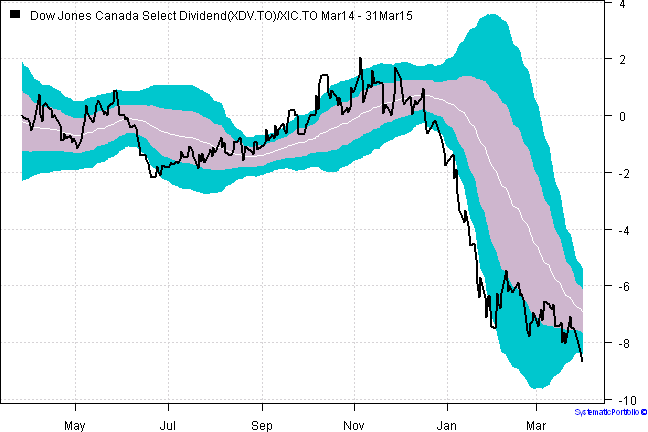 Dow Jones Canada Select Dividend(XDV.TO)/XIC.TO Mar14 - 31Mar15
4
2
0
-2
-4
-6
-8
-10
May Jul Sep Nov Jan Mar
SystematicPortfolio ©